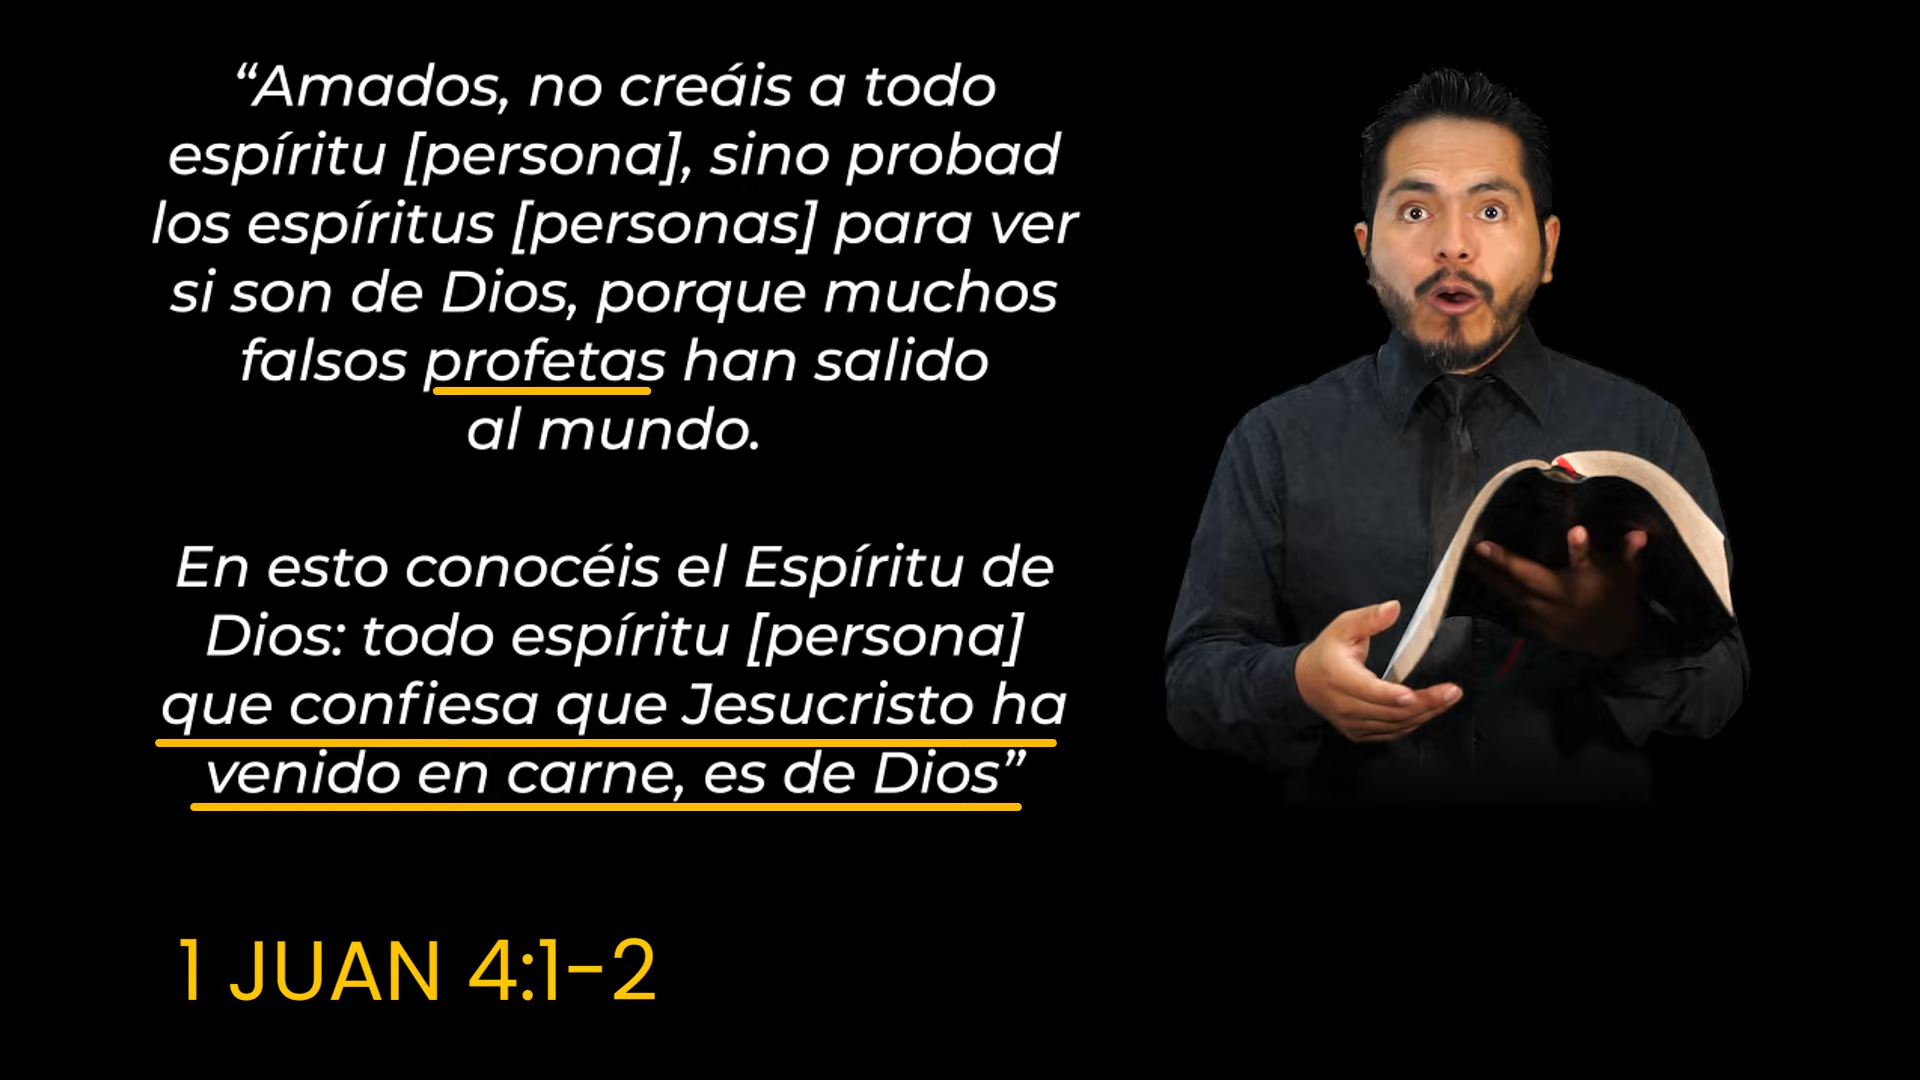 “Amados, no creáis a todo
espíritu [persona], sino probad
los espíritus [personas] para ver
si son de Dios, porque muchos
falsos profetas han salido
al mundo.
En esto conocéis el Espíritu de
Dios: todo espíritu [persona]
que confiesa que Jesucristo ha
venido en carne, es de Dios”
1 JUAN 4:1-2